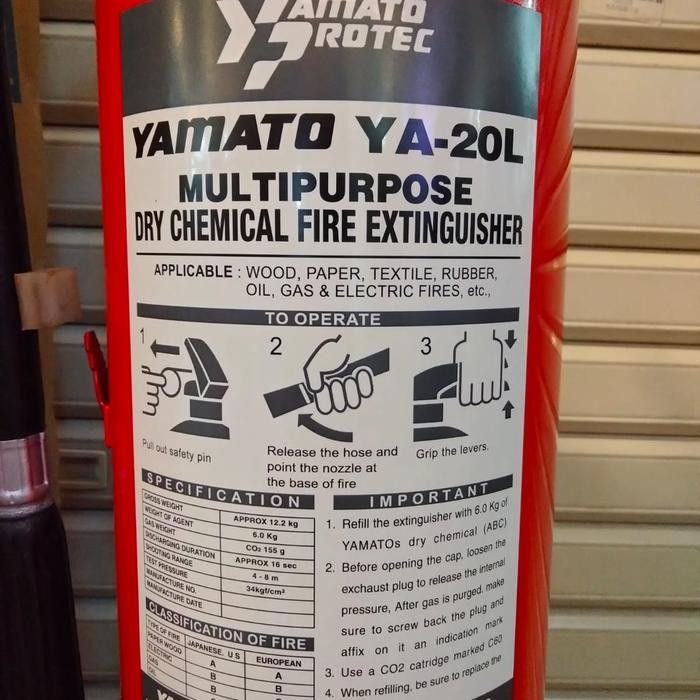 YAMATO
PROTEC
YAMATO YA-20L
MULTIPURPOSE
DRY CHEMICAL FIRE EXTINGUISHER
APPLICABLE : WOOD, PAPER, TEXTILE, RUBBER,
OIL, GAS & ELECTRIC FIRES, etc.,
TO OPERATE
1
Pull out safety pin
2
Release the hose and
point the nozzle at
the base of fire
3
Grip the levers.
SPECIFICATION
GROSS WEIGHT APPROX 12.2 kg
WEIGHT OF AGENT 6.0 Kg
GAS WEIGHT CO2 155 g
DISCHARGING DURATION APPROX 16 sec
SHOOTING RANGE 4 - 8 m
TEST PRESSURE 34kgf/cm²
MANUFACTURE NO.
MANUFACTURE DATE
CLASSIFICATION OF FIRE
TYPE OF FIRE JAPANESE, U S EUROPEAN
PAPER WOOD A A
ELECTRIC B B
GAS B
OIL
IMPORTANT
1. Refill the extinguisher with 6.0 Kg of
YAMATOs dry chemical (ABC)
2. Before opening the cap, loosen the
exchaust plug to release the internal
pressure, After gas is purged, make
sure to screw back the plug and
affix on it an indication mark
3. Use a CO2 catridge marked C60
4. When refilling, be sure to replace the